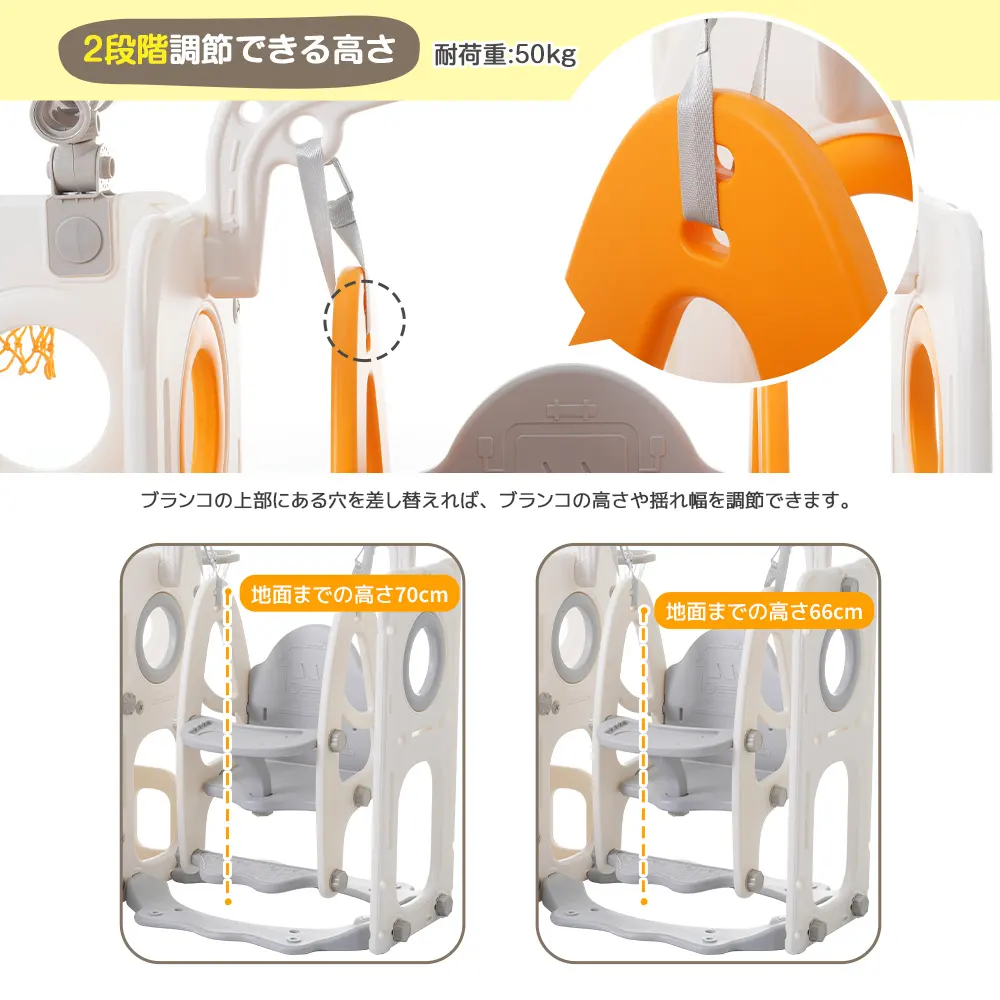 2段階調節できる高さ
耐荷重:50kg
ブランコの上部にある穴を差し替えれば、ブランコの高さや揺れ幅を調節できます。
地面までの高さ70cm
地面までの高さ66cm